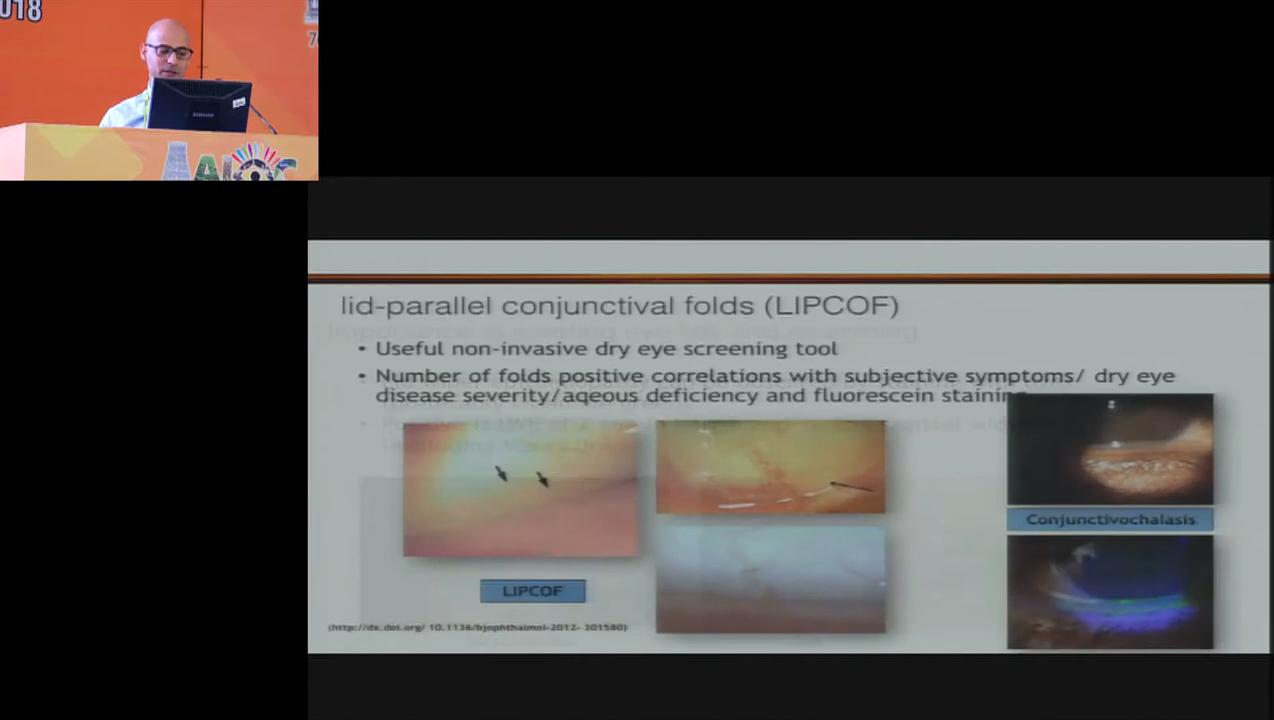 018
SAMSUNG
AIOC
lid-parallel conjunctival folds (LIPCOF)
• Useful non-invasive dry eye screening tool
• Number of folds positive correlations with subjective symptoms/ dry eye
disease severity/aqeous deficiency and fluorescein staining
Conjunctivochalasis
LIPCOF
(http://dx.doi.org/ 10.1136/bjophthalmol-2012- 301580)